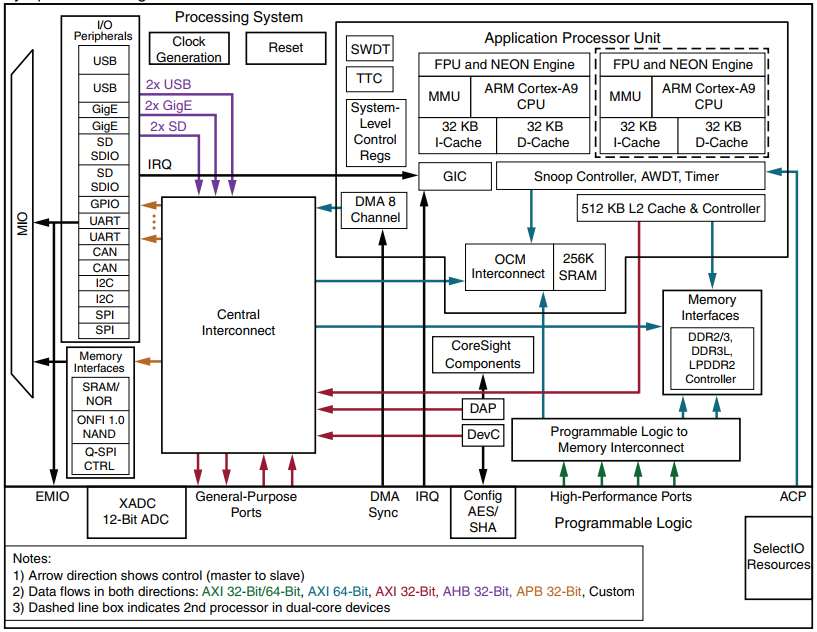 Processing System
I/O
Peripherals
USB
USB
GigE
GigE
SD
SDIO
SD
SDIO
GPIO
UART
UART
CAN
CAN
I2C
I2C
SPI
SPI
MIO
Clock
Generation
Reset
2x USB
2x GigE
2x SD
IRQ
SWDT
TTC
System-
Level
Control
Regs
Application Processor Unit
FPU and NEON Engine
MMU
ARM Cortex-A9
CPU
32 KB
I-Cache
32 KB
D-Cache
FPU and NEON Engine
MMU
ARM Cortex-A9
CPU
32 KB
I-Cache
32 KB
D-Cache
GIC
Snoop Controller, AWDT, Timer
DMA 8
Channel
512 KB L2 Cache & Controller
OCM
Interconnect
256K
SRAM
Central
Interconnect
Memory
Interfaces
DDR2/3,
DDR3L,
LPDDR2
Controller
CoreSight
Components
DAP
DevC
Programmable Logic to
Memory Interconnect
Memory
Interfaces
SRAM/
NOR
ONFI 1.0
NAND
Q-SPI
CTRL
EMIO
XADC
12-Bit ADC
General-Purpose
Ports
DMA
Sync
IRQ
Config
AES/
SHA
High-Performance Ports
ACP
Programmable Logic
SelectIO
Resources
Notes:
1) Arrow direction shows control (master to slave)
2) Data flows in both directions: AXI 32-Bit/64-Bit, AXI 64-Bit, AXI 32-Bit, AHB 32-Bit, APB 32-Bit, Custom
3) Dashed line box indicates 2nd processor in dual-core devices